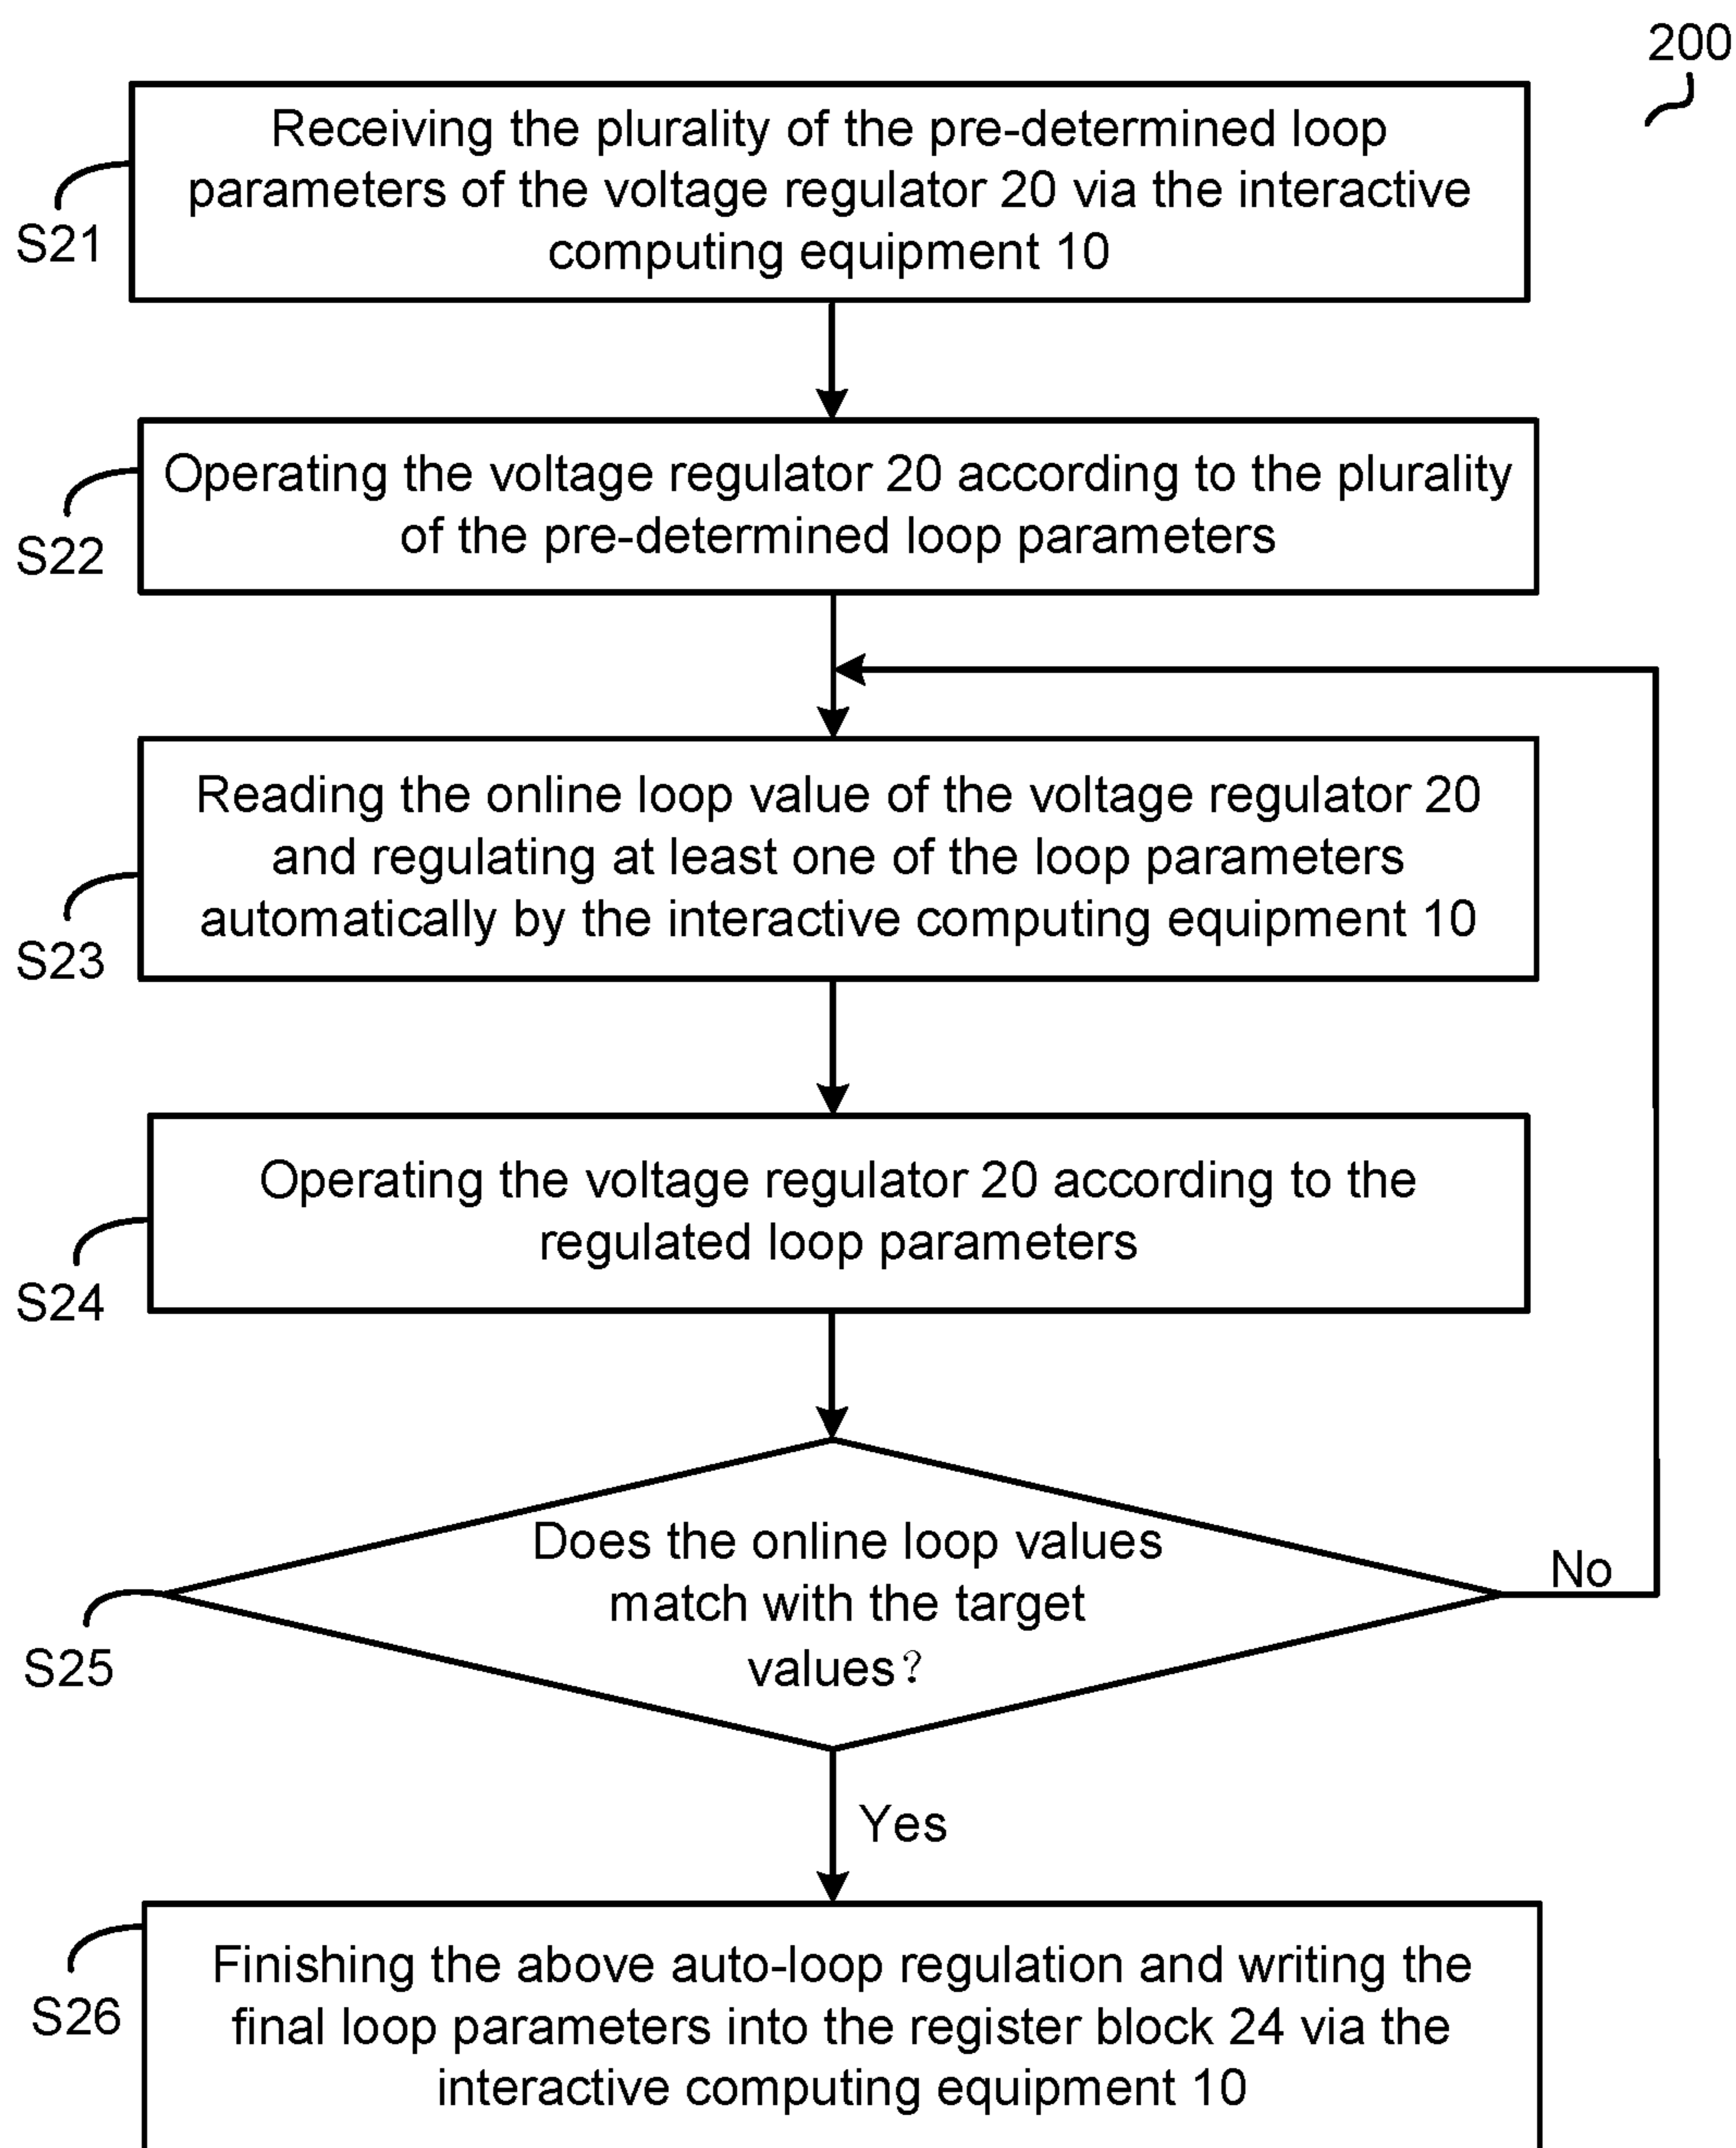 200
Receiving the plurality of the pre-determined loop
parameters of the voltage regulator 20 via the interactive
computing equipment 10
S21
Operating the voltage regulator 20 according to the plurality
of the pre-determined loop parameters
S22
Reading the online loop value of the voltage regulator 20
and regulating at least one of the loop parameters
automatically by the interactive computing equipment 10
S23
Operating the voltage regulator 20 according to the
regulated loop parameters
S24
Does the online loop values
match with the target
values?
No
S25
Yes
Finishing the above auto-loop regulation and writing the
final loop parameters into the register block 24 via the
interactive computing equipment 10
S26